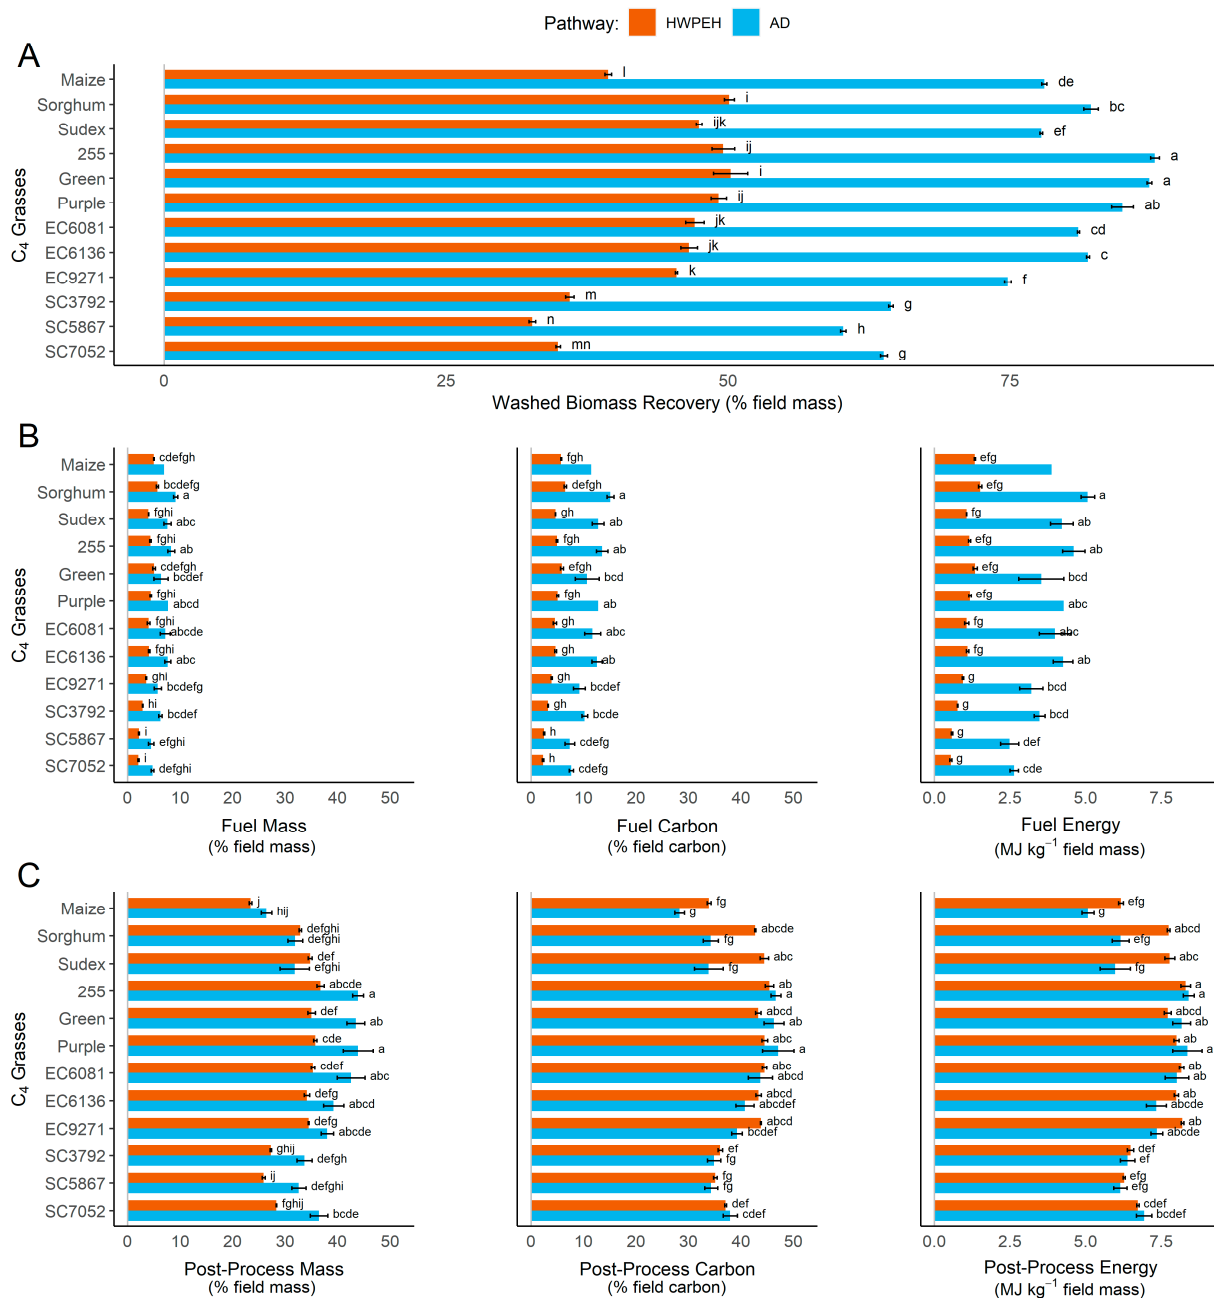 Pathway: HWPEH AD
A
C4 Grasses
Maize l de
Sorghum i bc
Sudex ijk ef
255 ij a
Green i a
Purple ij ab
EC6081 jk cd
EC6136 jk c
EC9271 k f
SC3792 m g
SC5867 n h
SC7052 mn g
0 25 50 75
Washed Biomass Recovery (% field mass)
B
C4 Grasses
Maize cdefgh fgh efg
Sorghum bcdefg a defgh a efg a
Sudex fghi abc gh ab fg ab
255 fghi ab fgh ab efg ab
Green cdefgh bcdef efgh bcd efg bcd
Purple fghi abcd fgh ab efg abc
EC6081 fghi abcde gh abc fg abc
EC6136 fghi abc gh ab fg ab
EC9271 ghi bcdefg gh bcdef g bcd
SC3792 hi bcdef gh bcde g bcd
SC5867 i efghi h cdefg g def
SC7052 i defghi h cdefg g cde
0 10 20 30 40 50 0 10 20 30 40 50 0.0 2.5 5.0 7.5
Fuel Mass Fuel Carbon Fuel Energy
(% field mass) (% field carbon) (MJ kg−1 field mass)
C
C4 Grasses
Maize j hij fg g efg g
Sorghum defghi defghi abcde fg abcd efg
Sudex def efghi abc fg abc fg
255 abcde a ab a a a
Green def ab abcd ab abcd ab
Purple cde a abc a ab a
EC6081 cdef abc abc abcd ab ab
EC6136 defg abcd abcd abcdef ab abcde
EC9271 defg abcde abcd bcdef ab abcde
SC3792 ghij defgh ef fg def ef
SC5867 ij defghi fg fg efg efg
SC7052 fghij bcde def cdef cdef bcdef
0 10 20 30 40 50 0 10 20 30 40 50 0.0 2.5 5.0 7.5
Post-Process Mass Post-Process Carbon Post-Process Energy
(% field mass) (% field carbon) (MJ kg−1 field mass)